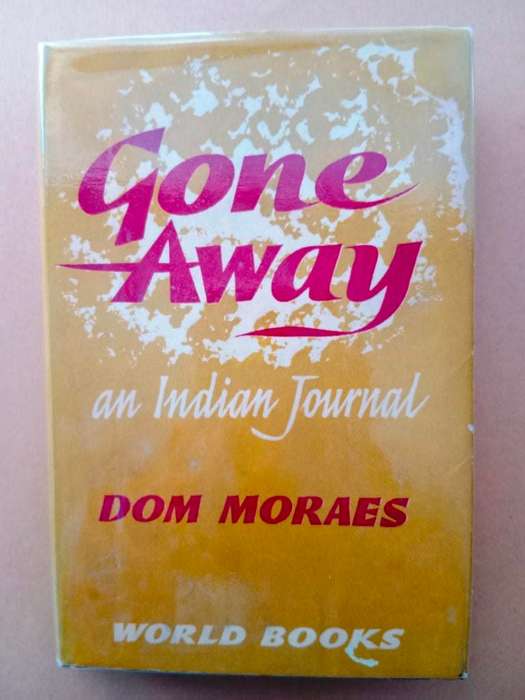 Gone
Away
an Indian Journal
DOM MORAES
WORLD BOOKS